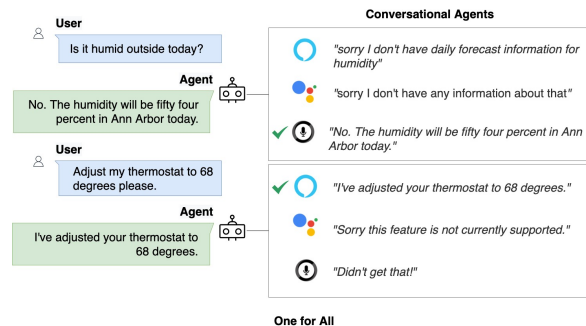 Conversational Agents
User
Is it humid outside today?
Agent
No. The humidity will be fifty four
percent in Ann Arbor today.
"sorry I don't have daily forecast information for
humidity"
"sorry I don't have any information about that"
"No. The humidity will be fifty four percent in Ann
Arbor today."
User
Adjust my thermostat to 68
degrees please.
Agent
I've adjusted your thermostat to
68 degrees.
"I've adjusted your thermostat to 68 degrees."
"Sorry this feature is not currently supported."
"Didn't get that!"
One for All